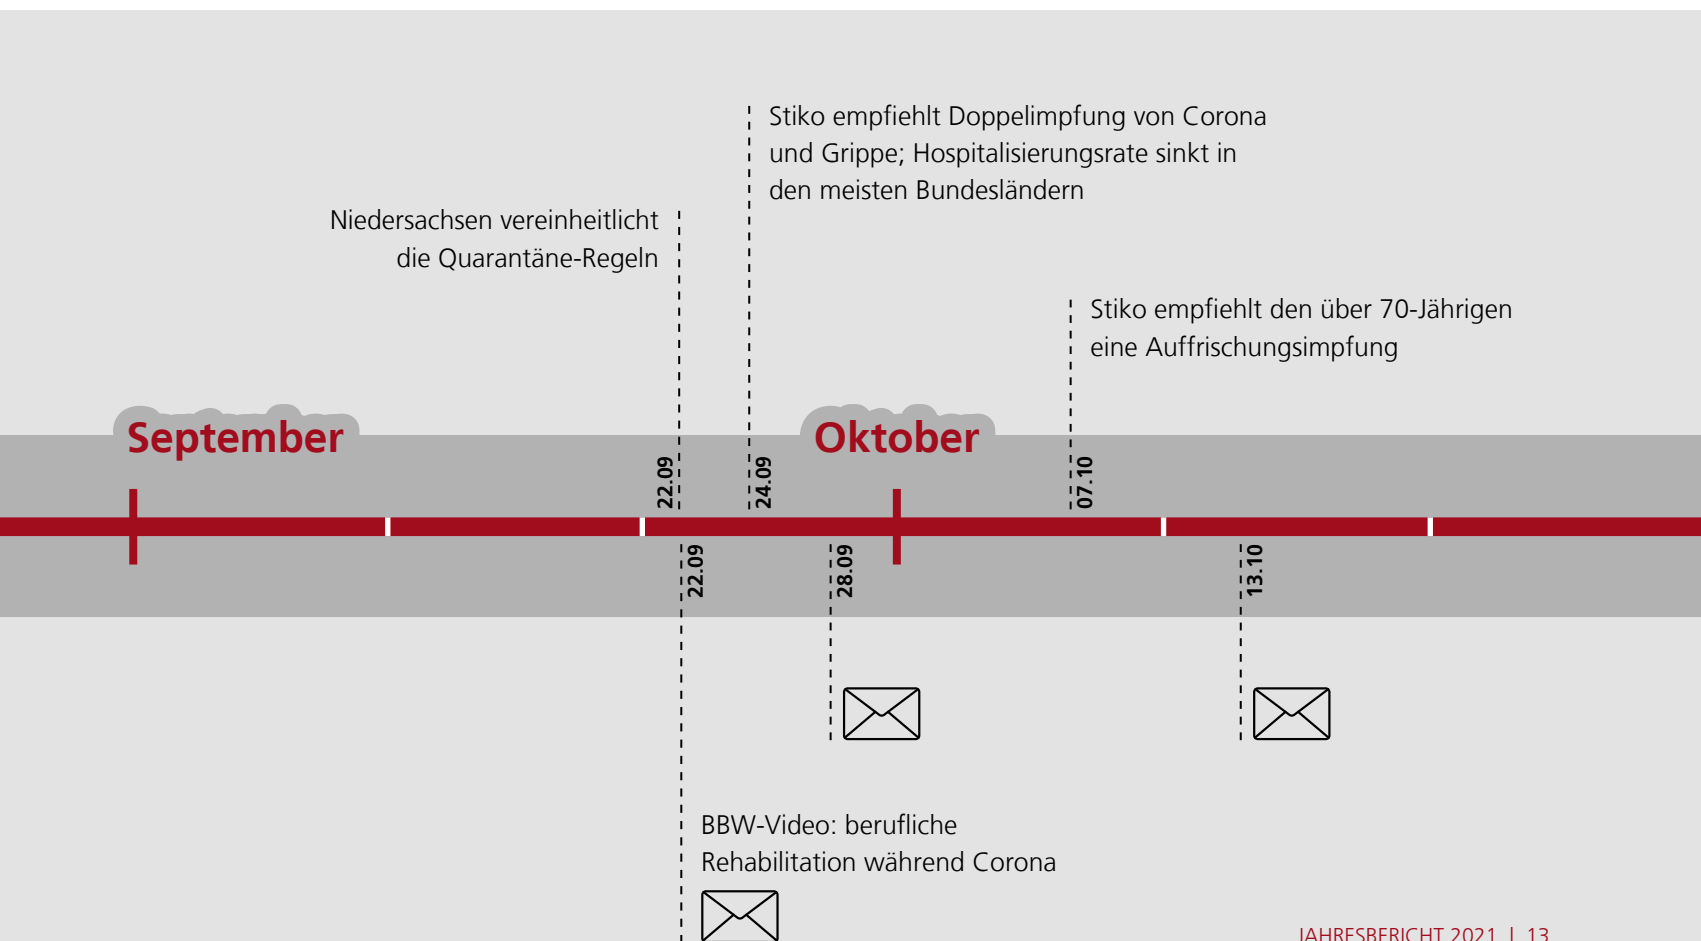 Stiko empfiehlt Doppelimpfung von Corona
und Grippe; Hospitalisierungsrate sinkt in
den meisten Bundesländern
Niedersachsen vereinheitlicht
die Quarantäne-Regeln
Stiko empfiehlt den über 70-Jährigen
eine Auffrischungsimpfung
September
Oktober
22.09
24.09
07.10
22.09
28.09
13.10
BBW-Video: berufliche
Rehabilitation während Corona
JAHRESBERICHT 2021 | 13